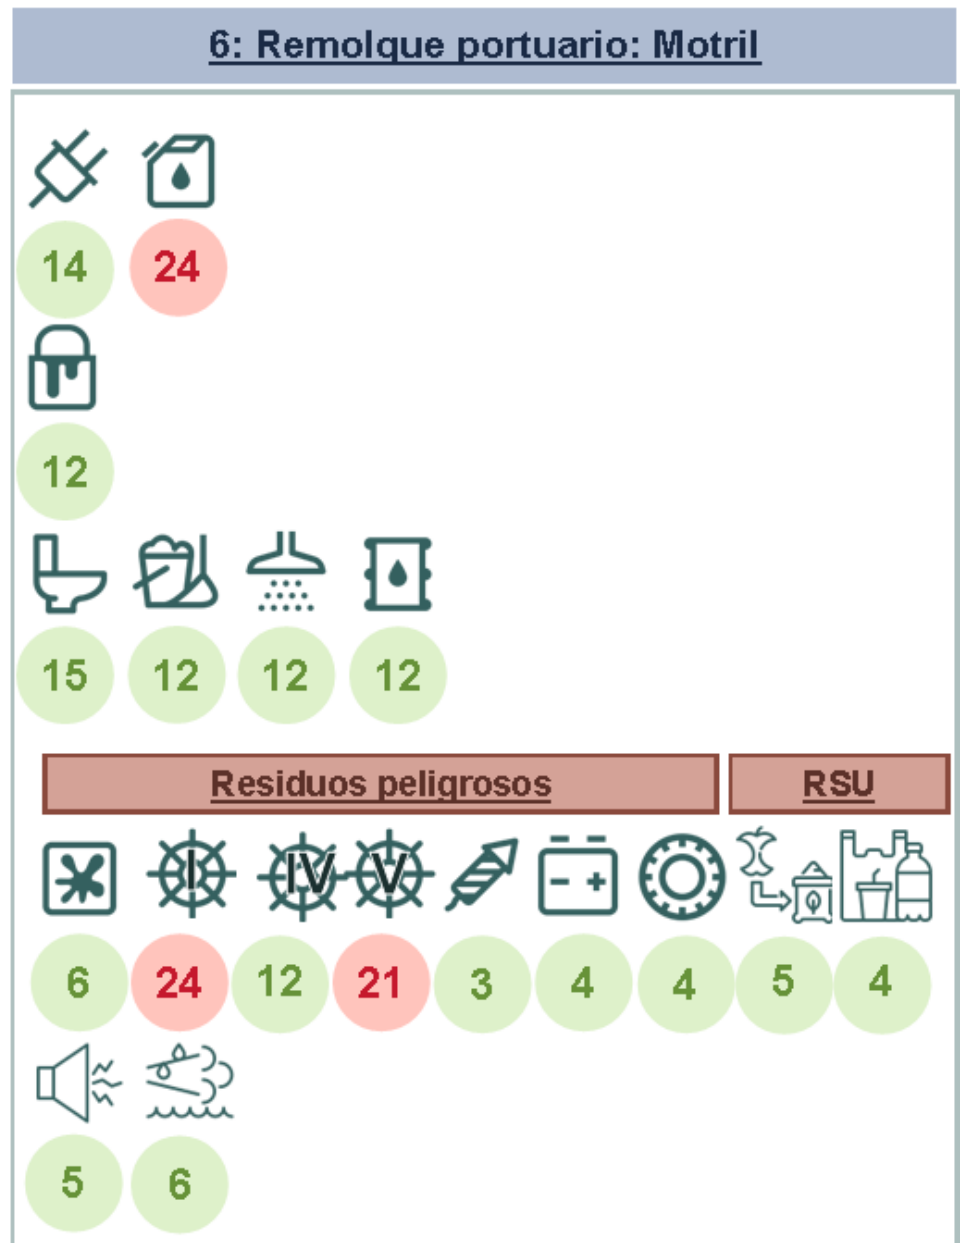 6: Remolque portuario: Motril
14 24
12
15 12 12 12
Residuos peligrosos RSU
I IV V
6 24 12 21 3 4 4 5 4
5 6